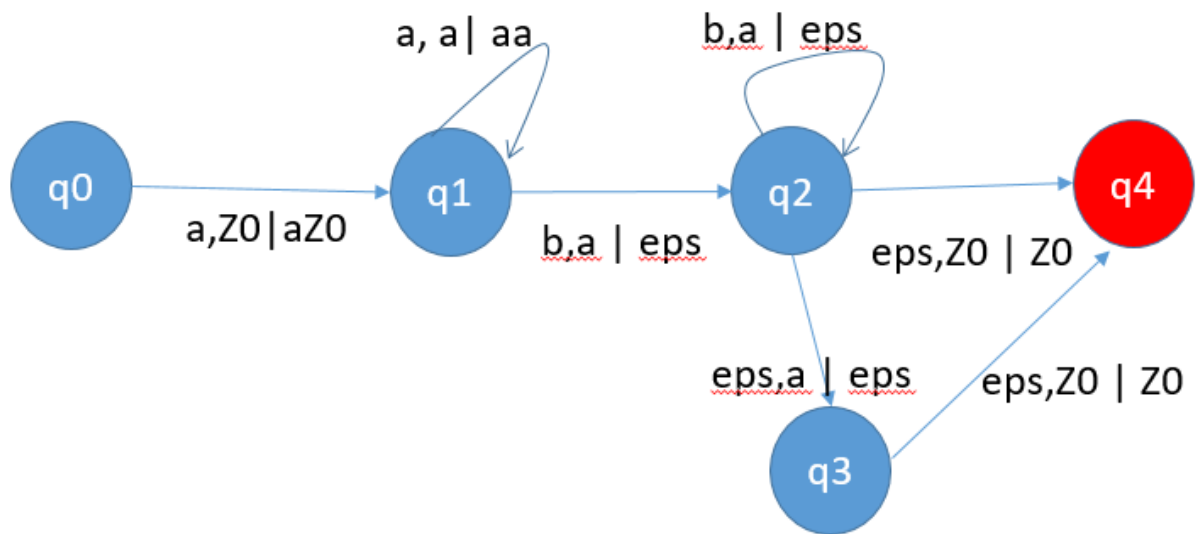 a, a| aa
b,a | eps
q0
q1
q2
q4
a,Z0|aZ0
b,a | eps
eps,Z0 | Z0
eps,a | eps
eps,Z0 | Z0
q3